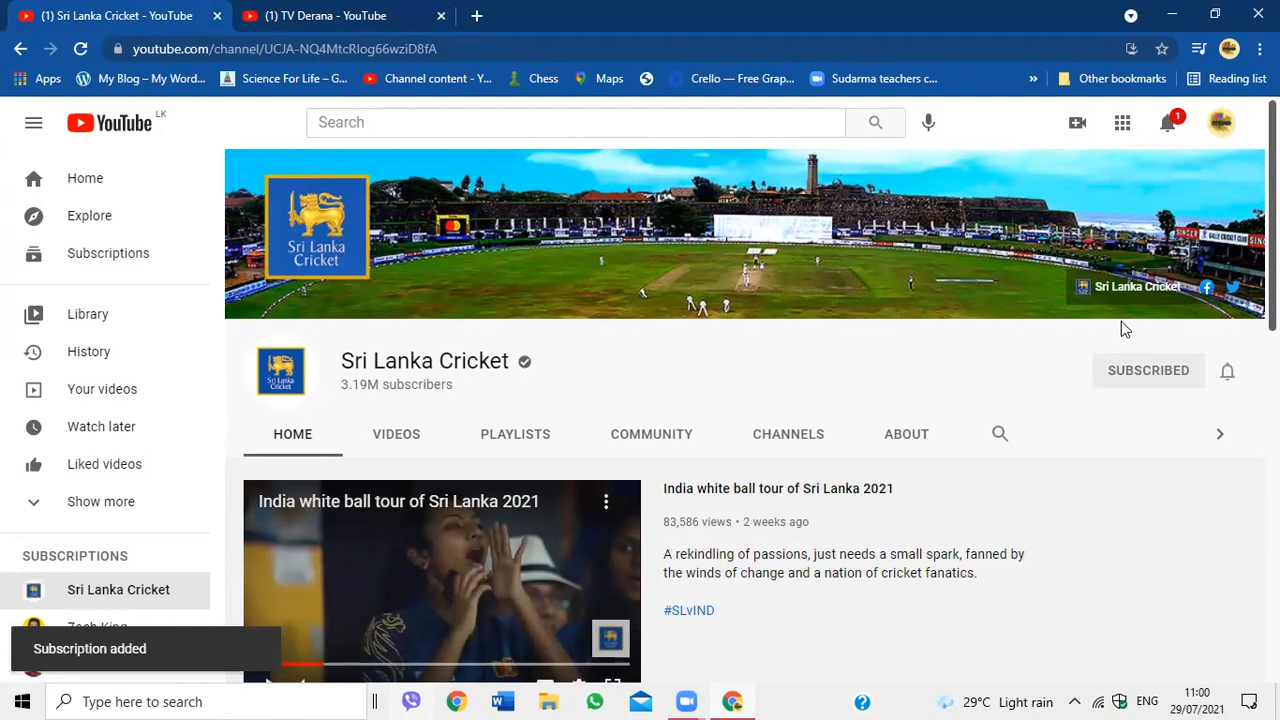 (1) Sri Lanka Cricket - YouTube
(1) TV Derana - YouTube
youtube.com/channel/UCJA-NQ4MtcRlog66wziD8fA
Apps
My Blog – My Word...
Science For Life – G...
Channel content - Y...
Chess
Maps
Crello — Free Grap...
Sudarma teachers c...
»
Other bookmarks
Reading list
YouTube LK
Search
1
Home
Explore
Subscriptions
Library
History
Your videos
Watch later
Liked videos
Show more
SUBSCRIPTIONS
Sri Lanka Cricket
Zach King
Subscription added
Sri Lanka
Cricket
Sri Lanka Cricket
Sri Lanka Cricket
3.19M subscribers
SUBSCRIBED
HOME
VIDEOS
PLAYLISTS
COMMUNITY
CHANNELS
ABOUT
India white ball tour of Sri Lanka 2021
India white ball tour of Sri Lanka 2021
83,586 views • 2 weeks ago
A rekindling of passions, just needs a small spark, fanned by
the winds of change and a nation of cricket fanatics.
#SLvIND
Type here to search
29°C Light rain
ENG
11:00
29/07/2021